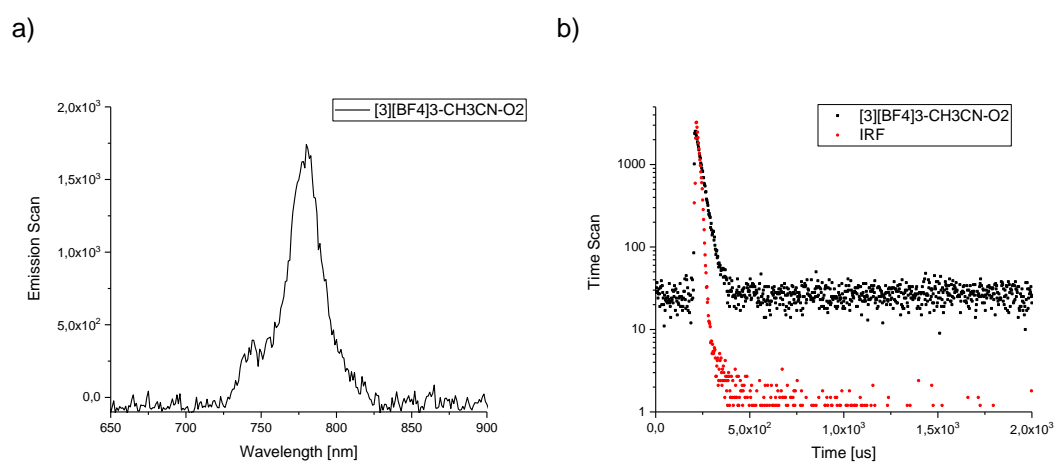 a)
b)
[3][BF4]3-CH3CN-O2
2,0x10³
1,5x10³
1,0x10³
5,0x10²
0,0
650 700 750 800 850 900
Wavelength [nm]
Emission Scan
[3][BF4]3-CH3CN-O2
IRF
1000
100
10
1
0,0 5,0x10² 1,0x10³ 1,5x10³ 2,0x10³
Time [us]
Time Scan